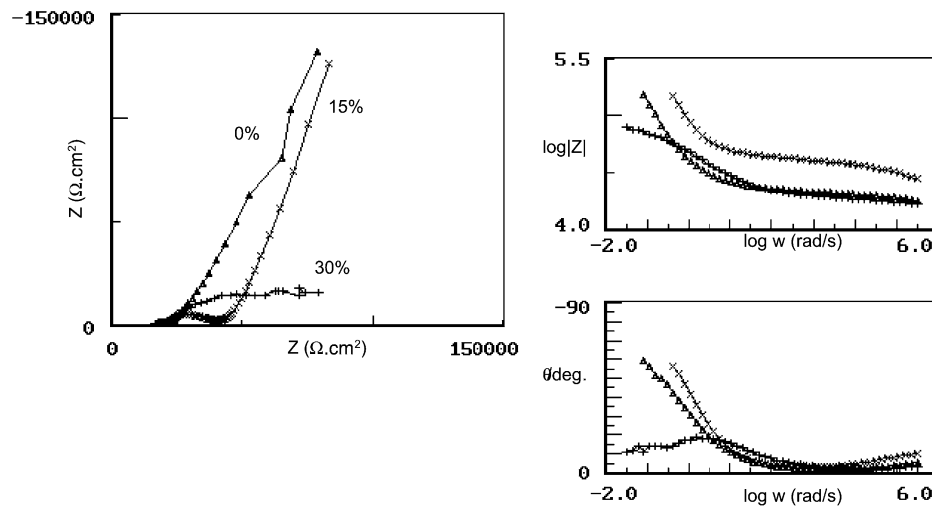 -150000
Z (Ω.cm²)
0%
15%
30%
0
0
Z (Ω.cm²)
150000
5.5
log|Z|
4.0
-2.0
log w (rad/s)
6.0
-90
θ/deg.
0
-2.0
log w (rad/s)
6.0